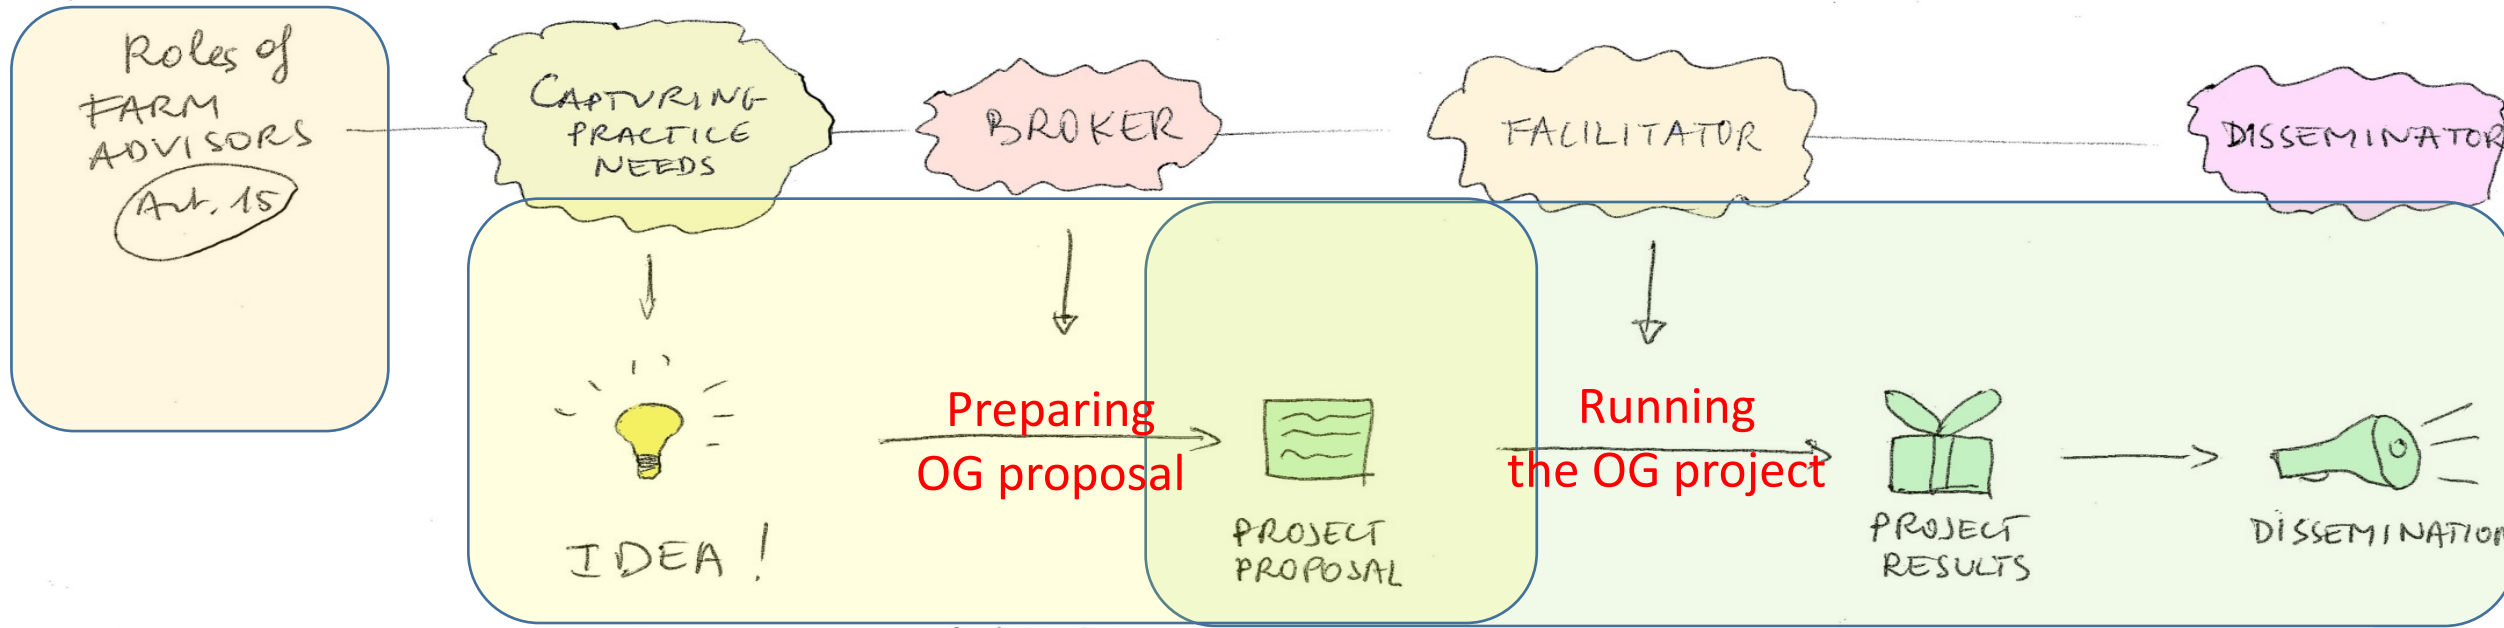 Roles of
FARM
ADVISORS
Art. 15
CAPTURING
PRACTICE
NEEDS
BROKER
FACILITATOR
DISSEMINATOR
Preparing
OG proposal
Running
the OG project
IDEA !
PROJECT
PROPOSAL
PROJECT
RESULTS
DISSEMINATION